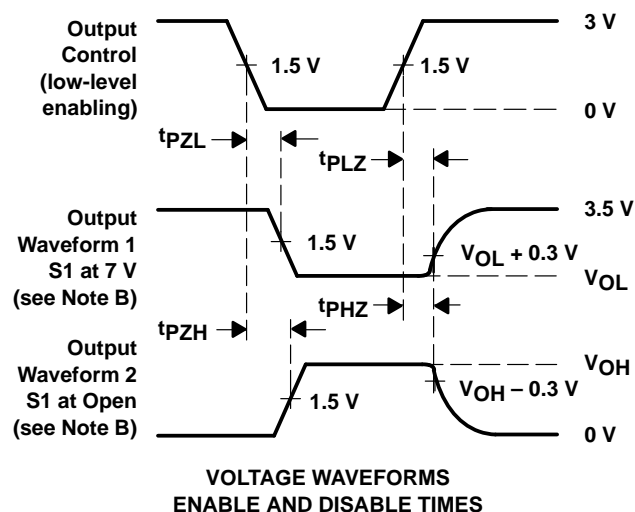 Output
Control
(low-level
enabling)
1.5 V
1.5 V
3 V
0 V
tPZL
tPLZ
Output
Waveform 1
S1 at 7 V
(see Note B)
1.5 V
3.5 V
VOL + 0.3 V
VOL
tPZH
tPHZ
Output
Waveform 2
S1 at Open
(see Note B)
1.5 V
VOH
VOH – 0.3 V
0 V
VOLTAGE WAVEFORMS
ENABLE AND DISABLE TIMES